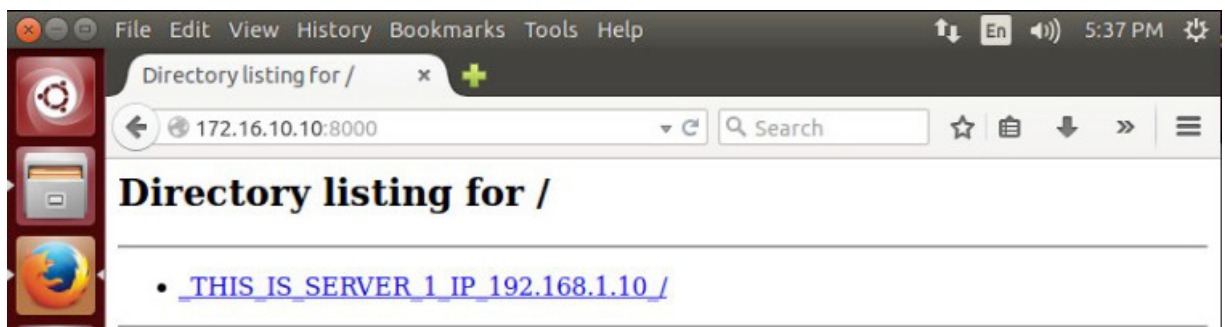 File Edit View History Bookmarks Tools Help En 5:37 PM
Directory listing for / ×
172.16.10.10:8000 Search
Directory listing for /
• _THIS_IS_SERVER_1_IP_192.168.1.10_/